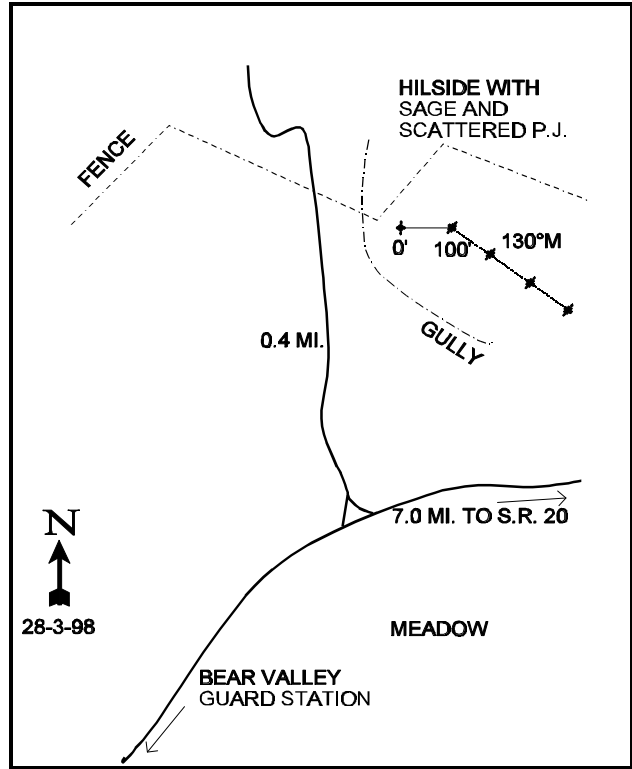 HILSIDE WITH
SAGE AND
SCATTERED P.J.
FENCE
0'
100'
130°M
0.4 MI.
GULLY
7.0 MI. TO S.R. 20
N
28-3-98
MEADOW
BEAR VALLEY
GUARD STATION